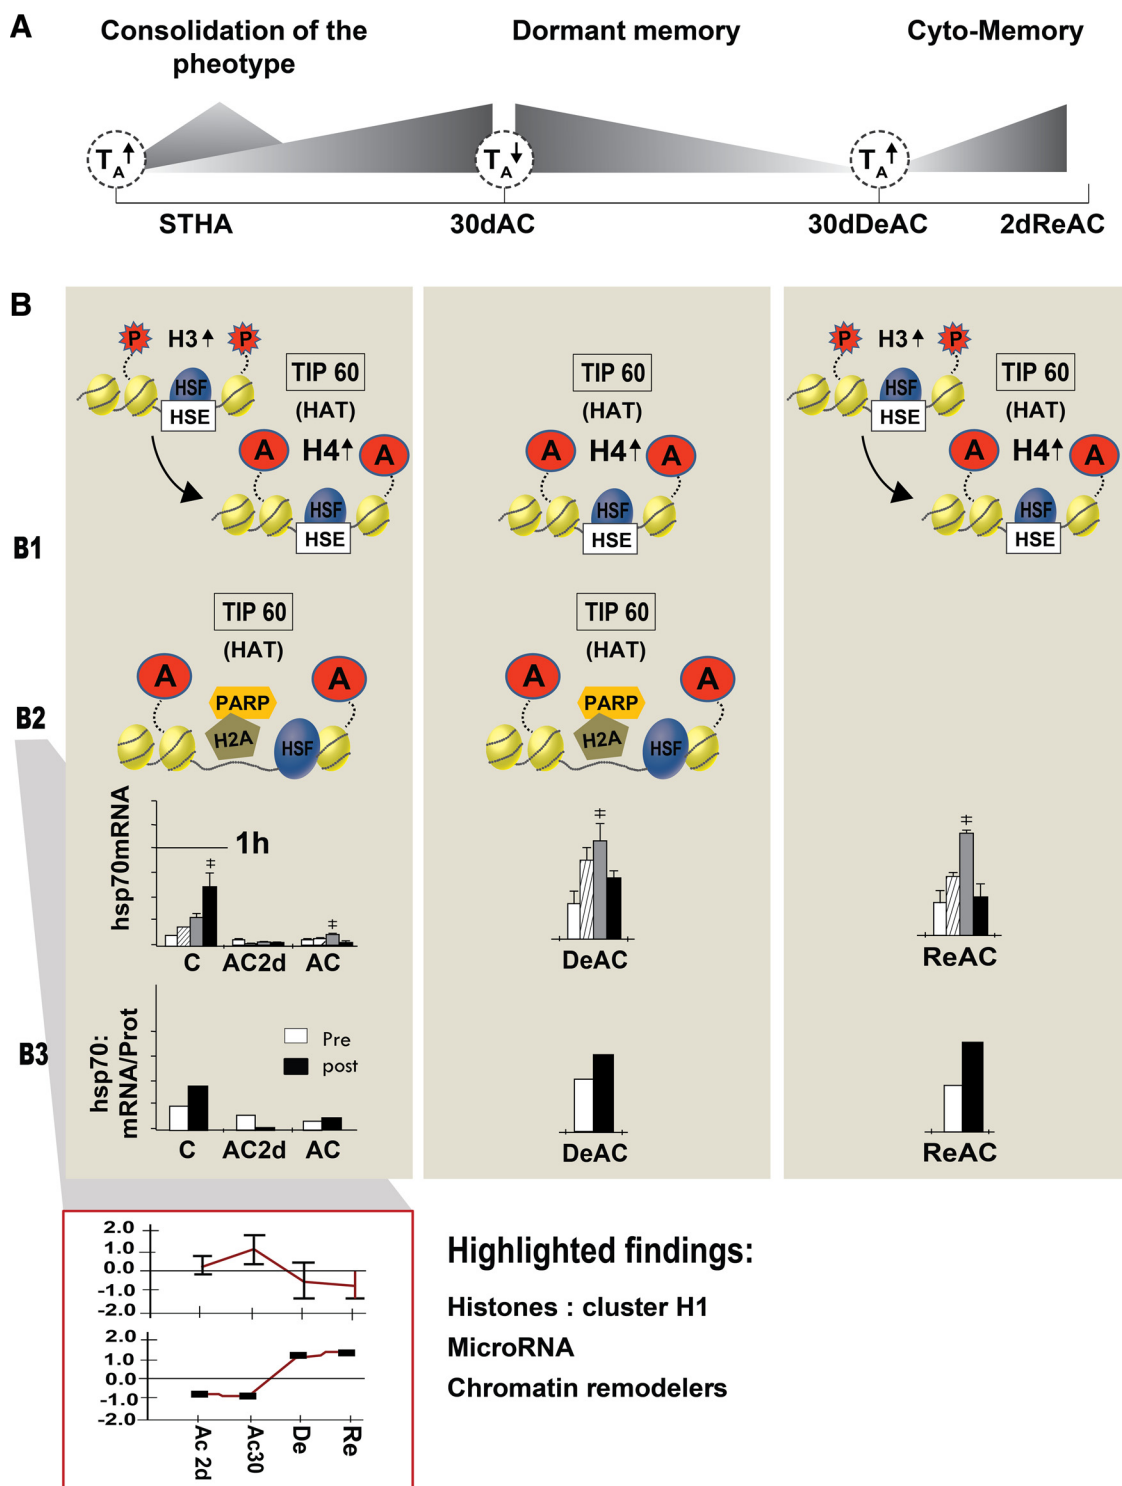 A
Consolidation of the
pheotype
Dormant memory
Cyto-Memory
TA↑
TA↓
TA↑
STHA
30dAC
30dDeAC
2dReAC
B
P H3↑ P
HSF
HSE
TIP 60
(HAT)
A H4↑ A
HSF
HSE
TIP 60
(HAT)
A H4↑ A
HSF
HSE
P H3↑ P
HSF
HSE
TIP 60
(HAT)
A H4↑ A
HSF
HSE
B1
TIP 60
(HAT)
A A
PARP
H2A
HSF
TIP 60
(HAT)
A A
PARP
H2A
HSF
B2
hsp70mRNA
1h
‡
‡
C AC2d AC
‡
DeAC
‡
ReAC
B3
hsp70:
mRNA/Prot
Pre
post
C AC2d AC
DeAC
ReAC
2.0
1.0
0.0
-1.0
-2.0
2.0
1.0
0.0
-1.0
-2.0
Ac 2d
Ac30
De
Re
Highlighted findings:
Histones : cluster H1
MicroRNA
Chromatin remodelers